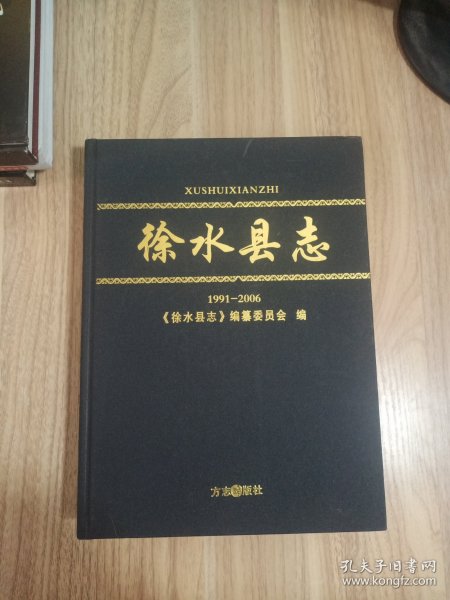 XUSHUIXIANZHI
徐水县志
1991-2006
《徐水县志》编纂委员会 编
方志出版社
孔夫子旧书网
www.kongfz.com